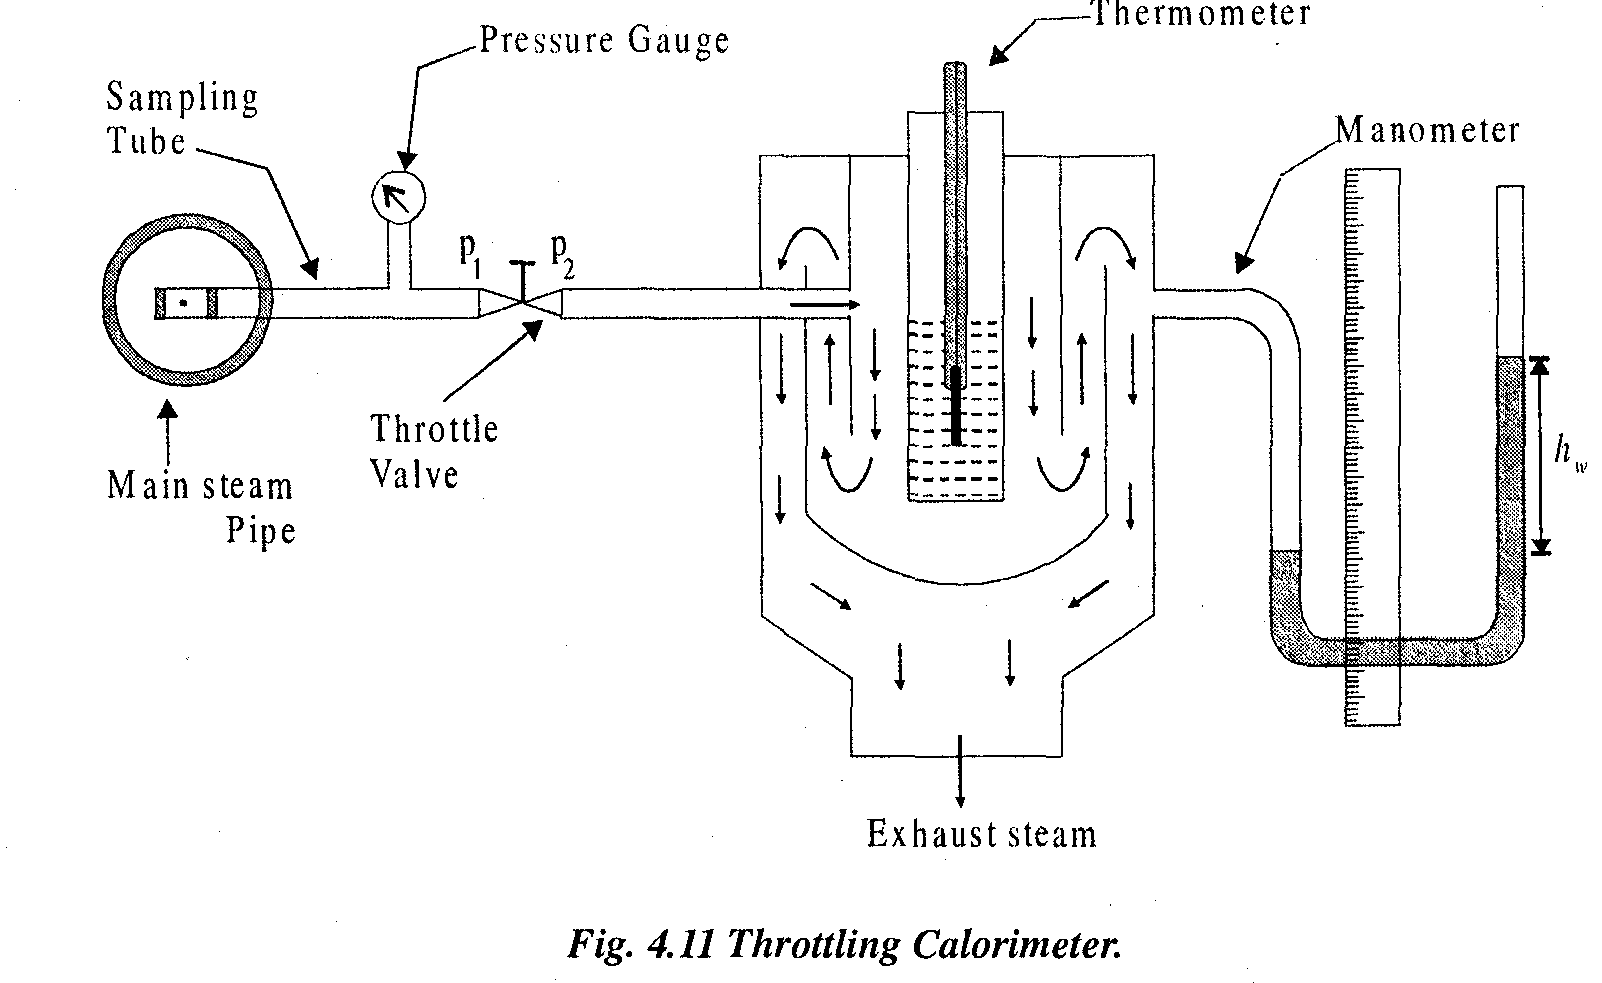 Thermometer
Pressure Gauge
Sampling
Tube
Manometer
p1
p2
hw
Throttle
Valve
Main steam
Pipe
Exhaust steam
Fig. 4.11 Throttling Calorimeter.